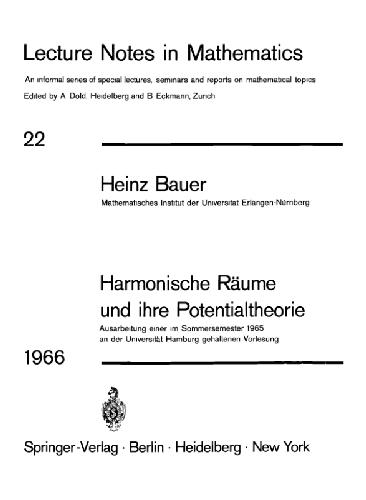 Lecture Notes in Mathematics
An informal series of special lectures, seminars and reports on mathematical topics
Edited by A. Dold, Heidelberg and B. Eckmann, Zürich
22
Heinz Bauer
Mathematisches Institut der Universität Erlangen-Nürnberg
Harmonische Räume
und ihre Potentialtheorie
Ausarbeitung einer im Sommersemester 1965
an der Universität Hamburg gehaltenen Vorlesung
1966
Springer-Verlag · Berlin · Heidelberg · New York